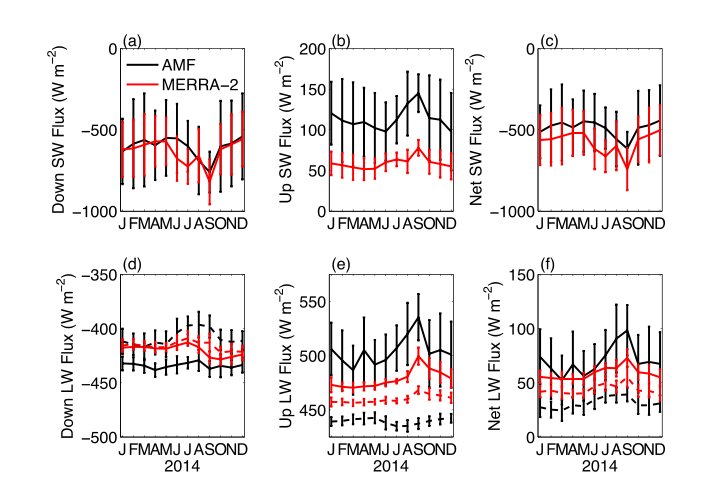 (a) (b) (c)
0 200 0
AMF
MERRA−2
150
−500 100 −500
50
−1000 0 −1000
Down SW Flux (W m−2)
Up SW Flux (W m−2)
Net SW Flux (W m−2)
J FMAMJ J ASOND J FMAMJ J ASOND J FMAMJ J ASOND
(d) (e) (f)
−350 150
550
−400 100
500
−450 50
450
−500 0
Down LW Flux (W m−2)
Up LW Flux (W m−2)
Net LW Flux (W m−2)
J FMAMJ J ASOND J FMAMJ J ASOND J FMAMJ J ASOND
2014 2014 2014